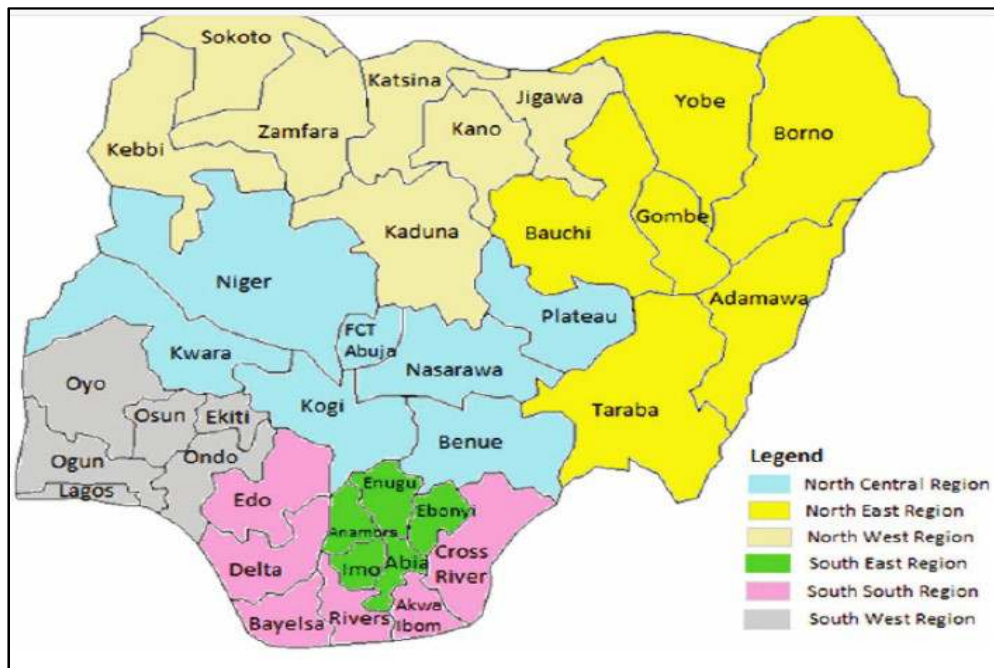 Sokoto
Katsina
Jigawa
Yobe
Borno
Zamfara
Kano
Kebbi
Kaduna
Bauchi
Gombe
Niger
Adamawa
Plateau
FCT
Abuja
Kwara
Nasarawa
Oyo
Kogi
Taraba
Osun
Ekiti
Benue
Ogun
Ondo
Lagos
Edo
Enugu
Ebonyi
Anambra
Delta
Imo
Abia
Cross
River
Bayelsa
Rivers
Akwa
Ibom
Legend
North Central Region
North East Region
North West Region
South East Region
South South Region
South West Region